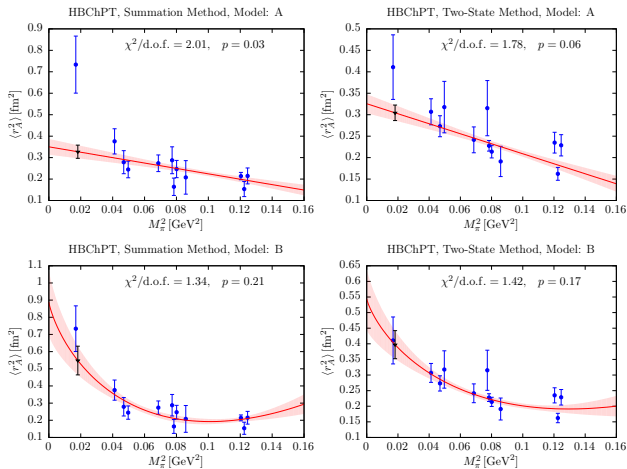 HBChPT, Summation Method, Model: A
χ²/d.o.f. = 2.01, p = 0.03
⟨r²_A⟩ [fm²]
0.9
0.8
0.7
0.6
0.5
0.4
0.3
0.2
0.1
0 0.02 0.04 0.06 0.08 0.1 0.12 0.14 0.16
M²_π [GeV²]
HBChPT, Two-State Method, Model: A
χ²/d.o.f. = 1.78, p = 0.06
⟨r²_A⟩ [fm²]
0.5
0.45
0.4
0.35
0.3
0.25
0.2
0.15
0.1
0 0.02 0.04 0.06 0.08 0.1 0.12 0.14 0.16
M²_π [GeV²]
HBChPT, Summation Method, Model: B
χ²/d.o.f. = 1.34, p = 0.21
⟨r²_A⟩ [fm²]
1.1
1
0.9
0.8
0.7
0.6
0.5
0.4
0.3
0.2
0.1
0 0.02 0.04 0.06 0.08 0.1 0.12 0.14 0.16
M²_π [GeV²]
HBChPT, Two-State Method, Model: B
χ²/d.o.f. = 1.42, p = 0.17
⟨r²_A⟩ [fm²]
0.65
0.6
0.55
0.5
0.45
0.4
0.35
0.3
0.25
0.2
0.15
0.1
0 0.02 0.04 0.06 0.08 0.1 0.12 0.14 0.16
M²_π [GeV²]